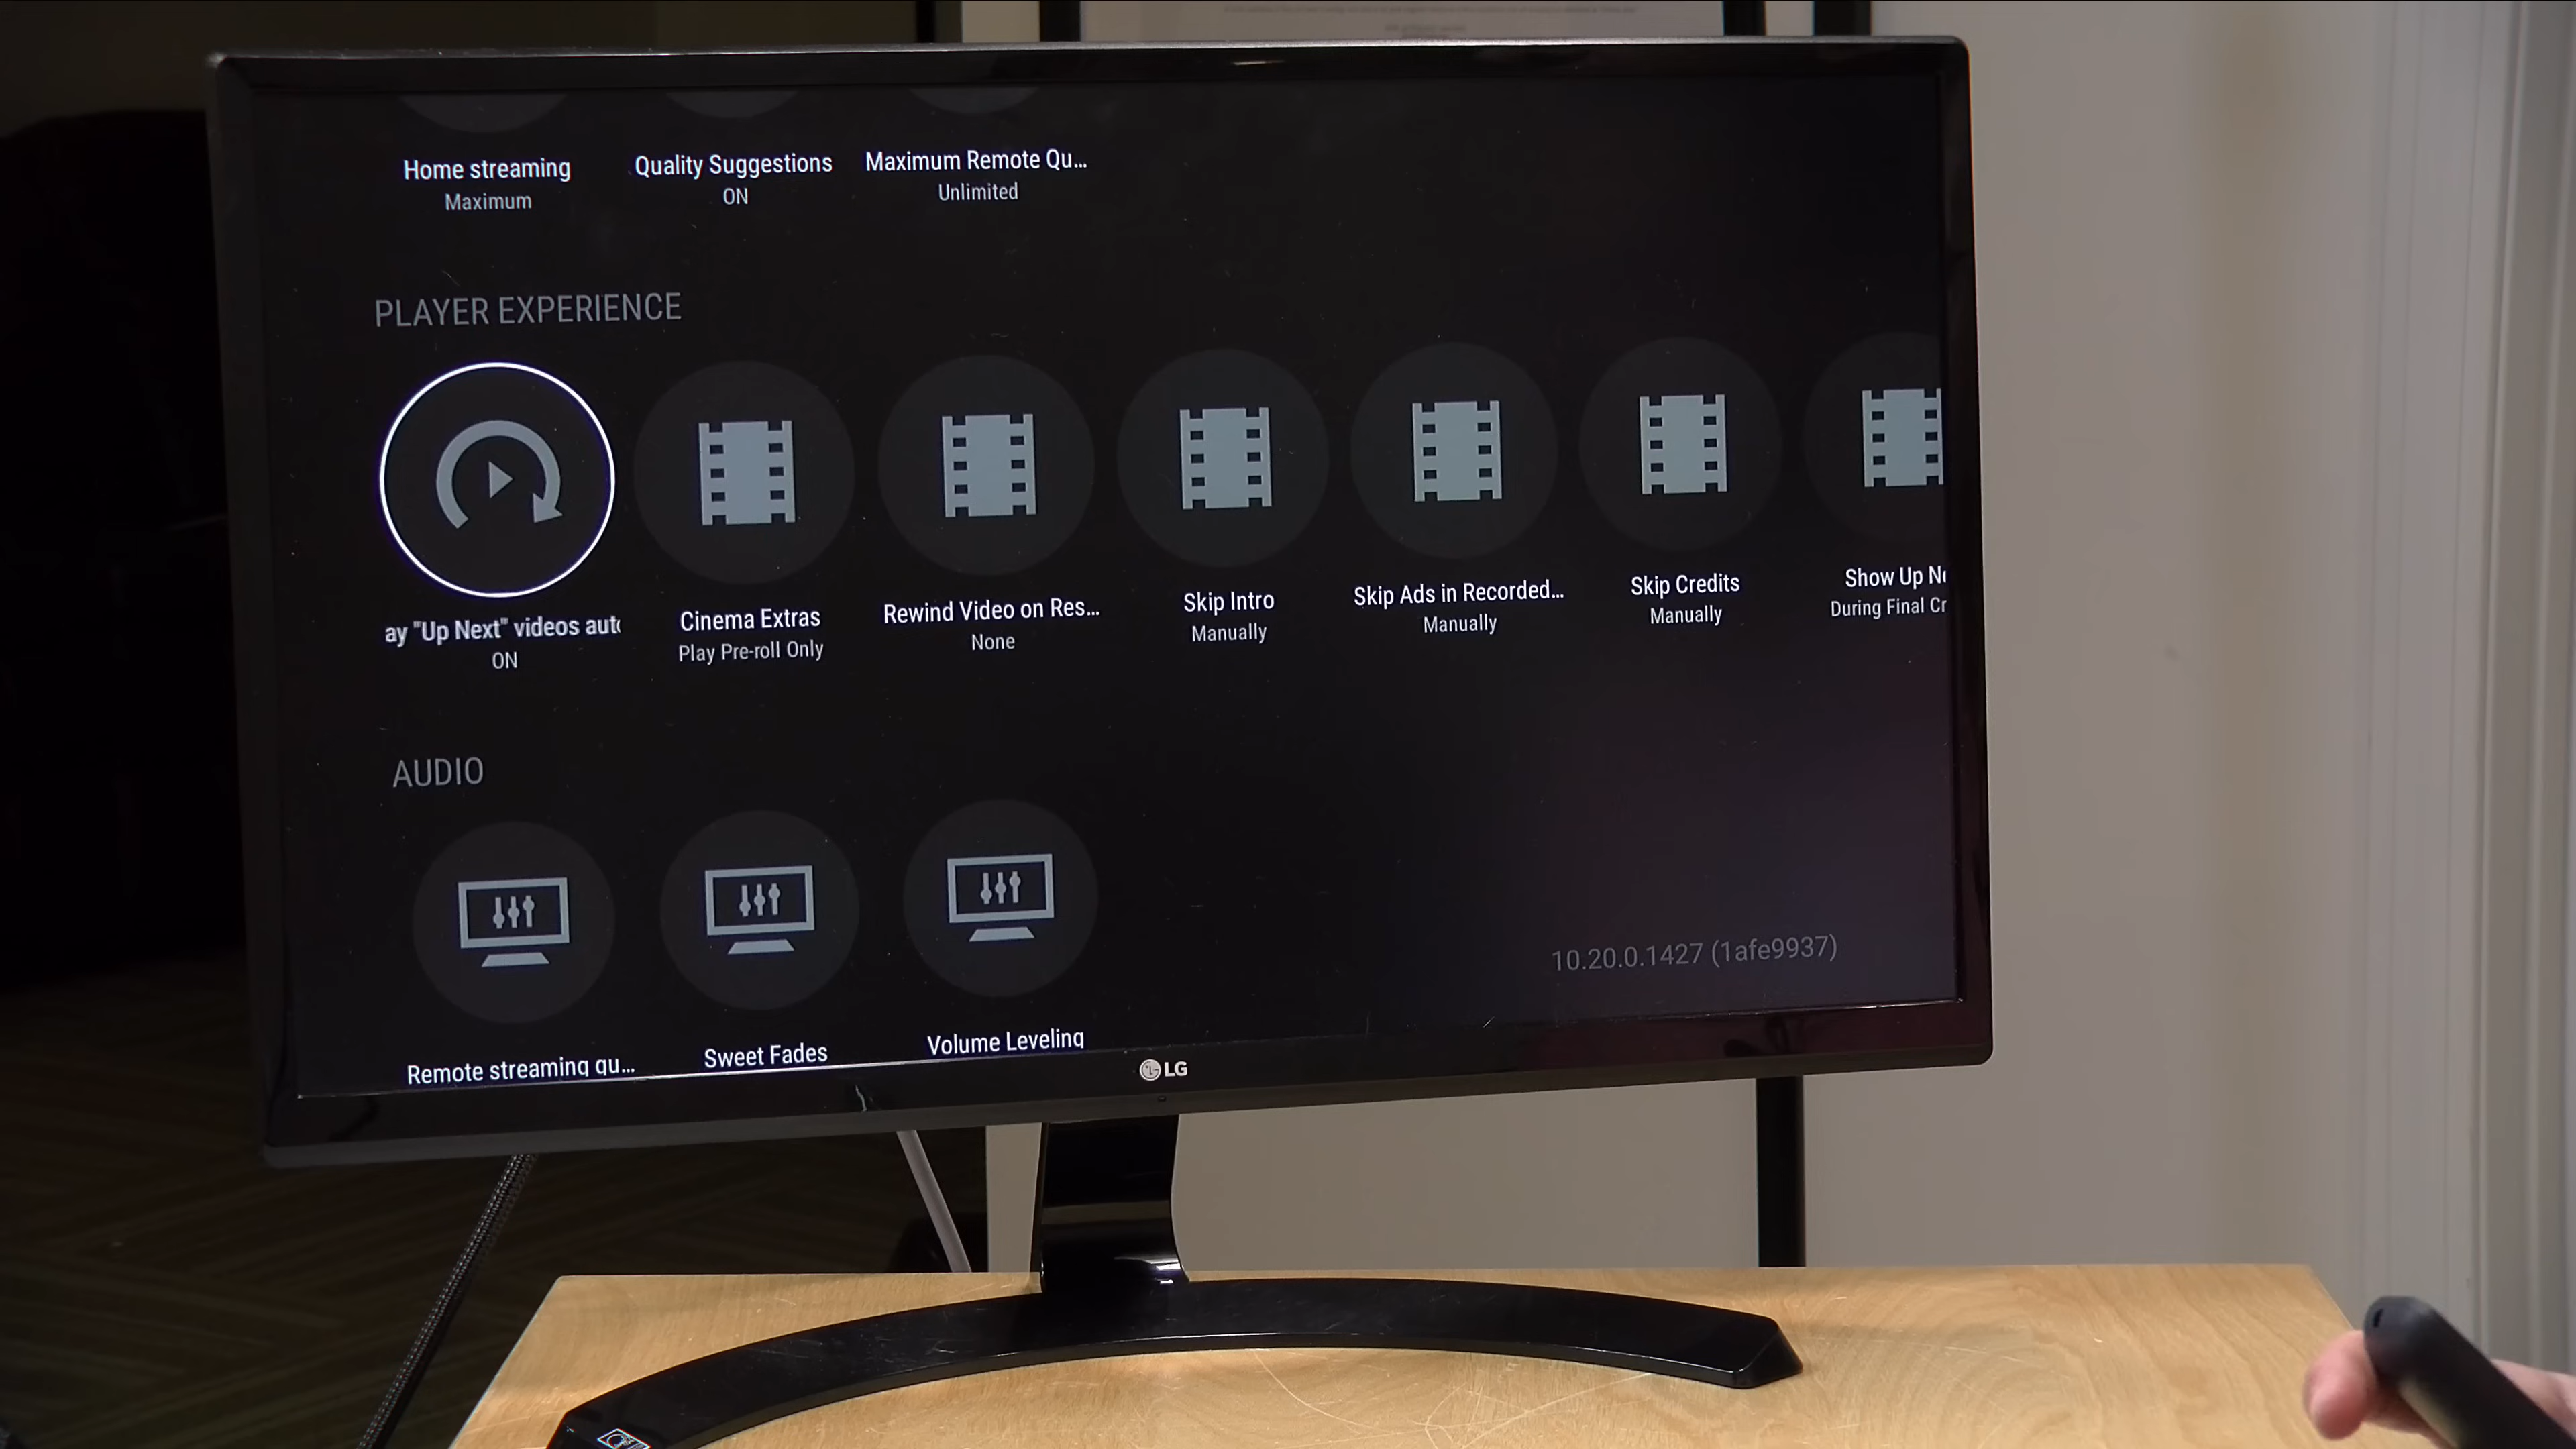 Home streaming
Maximum
Quality Suggestions
ON
Maximum Remote Qu...
Unlimited
PLAYER EXPERIENCE
ay "Up Next" videos aut
ON
Cinema Extras
Play Pre-roll Only
Rewind Video on Res...
None
Skip Intro
Manually
Skip Ads in Recorded...
Manually
Skip Credits
Manually
Show Up N
During Final Cr
AUDIO
Remote streaming qu...
Sweet Fades
Volume Leveling
10.20.0.1427 (1afe9937)
LG